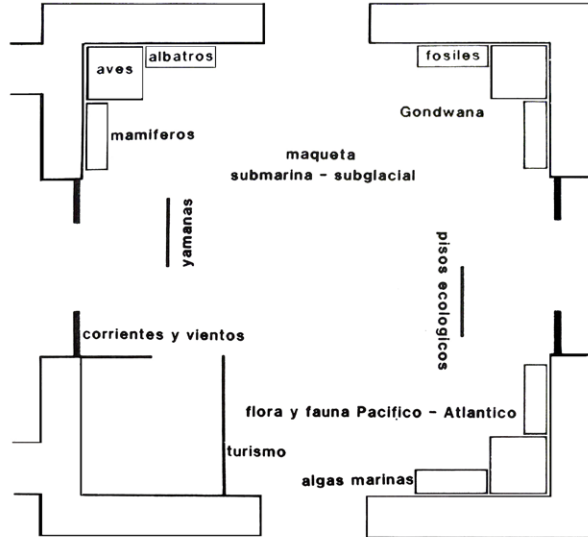 albatros
aves
mamiferos
fosiles
Gondwana
maqueta
submarina - subglacial
yamanas
pisos ecologicos
corrientes y vientos
flora y fauna Pacifico - Atlantico
turismo
algas marinas